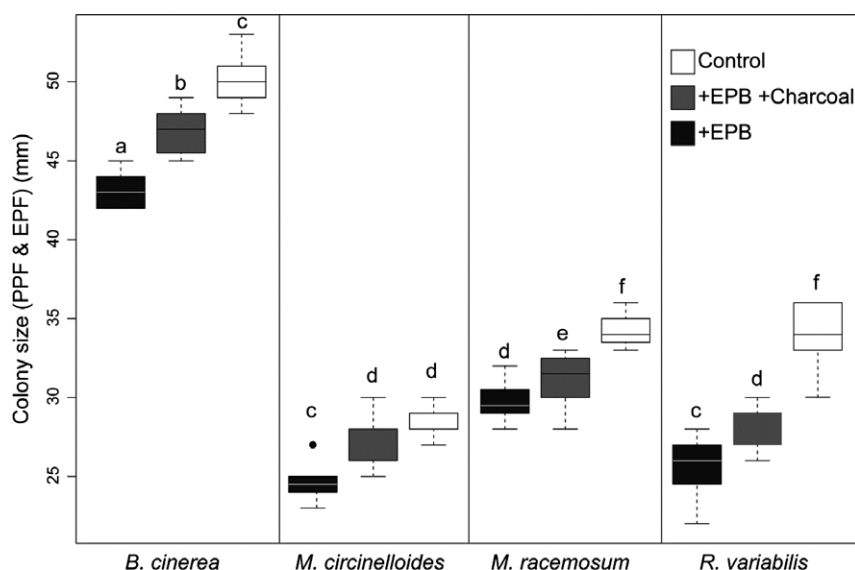 Colony size (PPF & EPF) (mm)
50
45
40
35
30
25
a
b
c
c
d
d
d
e
f
c
d
f
Control
+EPB +Charcoal
+EPB
B. cinerea
M. circinelloides
M. racemosum
R. variabilis